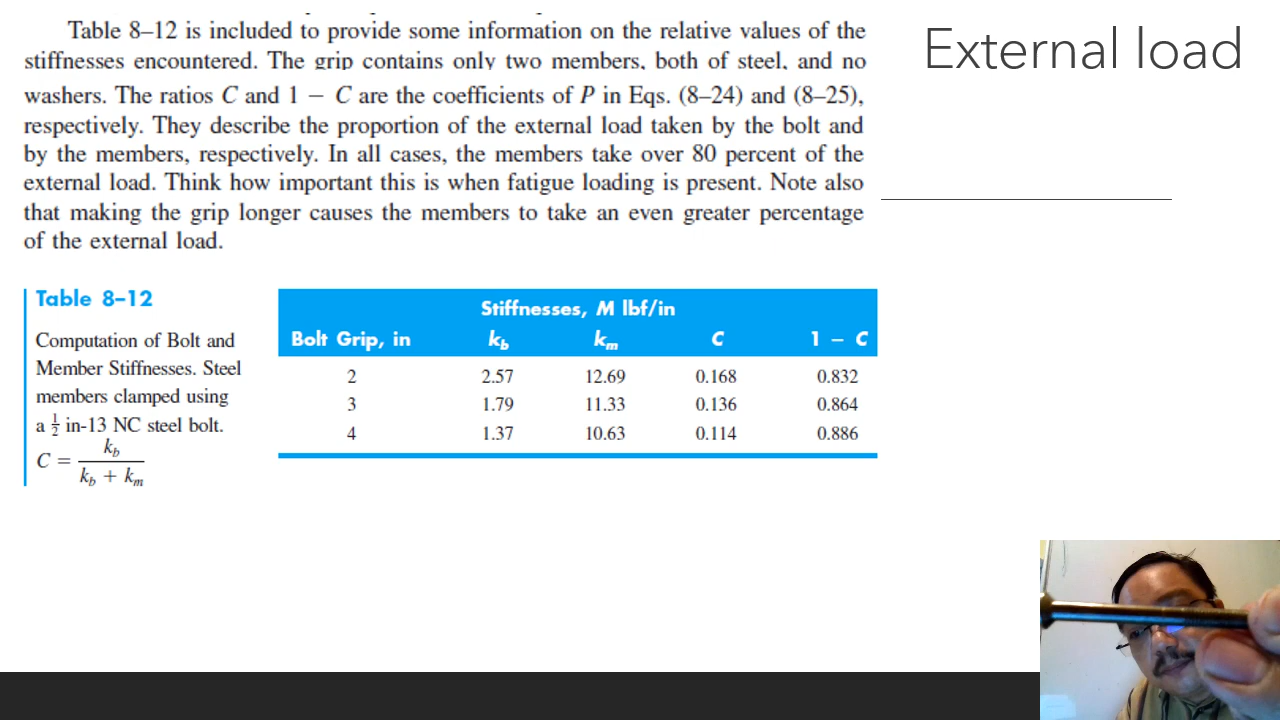 External load
Table 8–12 is included to provide some information on the relative values of the
stiffnesses encountered. The grip contains only two members, both of steel, and no
washers. The ratios C and 1 − C are the coefficients of P in Eqs. (8–24) and (8–25),
respectively. They describe the proportion of the external load taken by the bolt and
by the members, respectively. In all cases, the members take over 80 percent of the
external load. Think how important this is when fatigue loading is present. Note also
that making the grip longer causes the members to take an even greater percentage
of the external load.
Table 8–12
Computation of Bolt and
Member Stiffnesses. Steel
members clamped using
a 1/2 in-13 NC steel bolt.
C = kb / (kb + km)
Stiffnesses, M lbf/in
Bolt Grip, in kb km C 1 − C
2 2.57 12.69 0.168 0.832
3 1.79 11.33 0.136 0.864
4 1.37 10.63 0.114 0.886